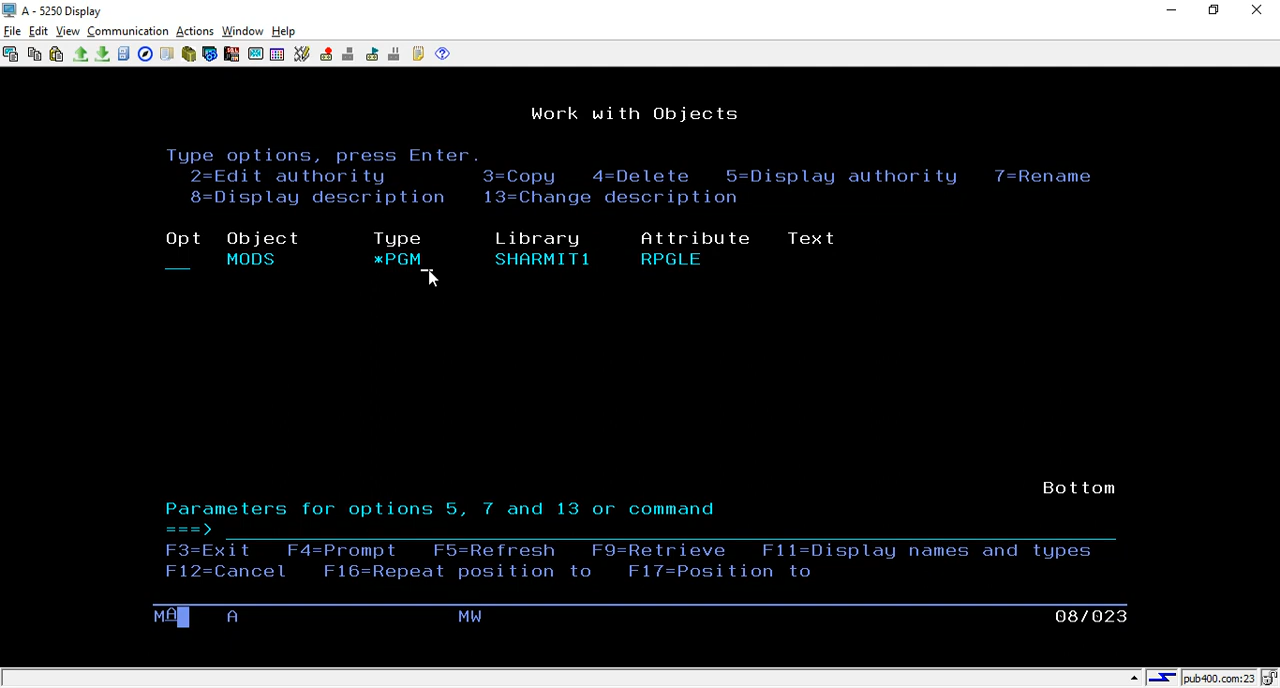 A - 5250 Display
File Edit View Communication Actions Window Help
Work with Objects
Type options, press Enter.
2=Edit authority 3=Copy 4=Delete 5=Display authority 7=Rename
8=Display description 13=Change description
Opt Object Type Library Attribute Text
MODS *PGM SHARMIT1 RPGLE
Bottom
Parameters for options 5, 7 and 13 or command
===>
F3=Exit F4=Prompt F5=Refresh F9=Retrieve F11=Display names and types
F12=Cancel F16=Repeat position to F17=Position to
MA A MW 08/023
pub400.com:23